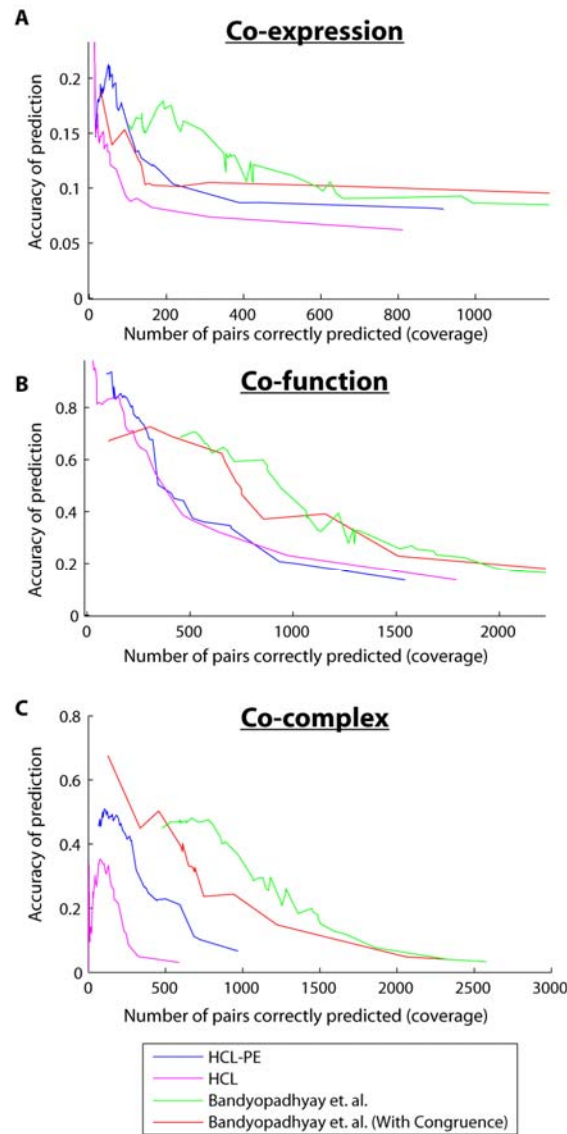 A
Co-expression
Accuracy of prediction
0.2
0.15
0.1
0.05
0
0 200 400 600 800 1000
Number of pairs correctly predicted (coverage)
B
Co-function
Accuracy of prediction
0.8
0.6
0.4
0.2
0
0 500 1000 1500 2000
Number of pairs correctly predicted (coverage)
C
Co-complex
Accuracy of prediction
0.8
0.6
0.4
0.2
0
0 500 1000 1500 2000 2500 3000
Number of pairs correctly predicted (coverage)
HCL-PE
HCL
Bandyopadhyay et. al.
Bandyopadhyay et. al. (With Congruence)